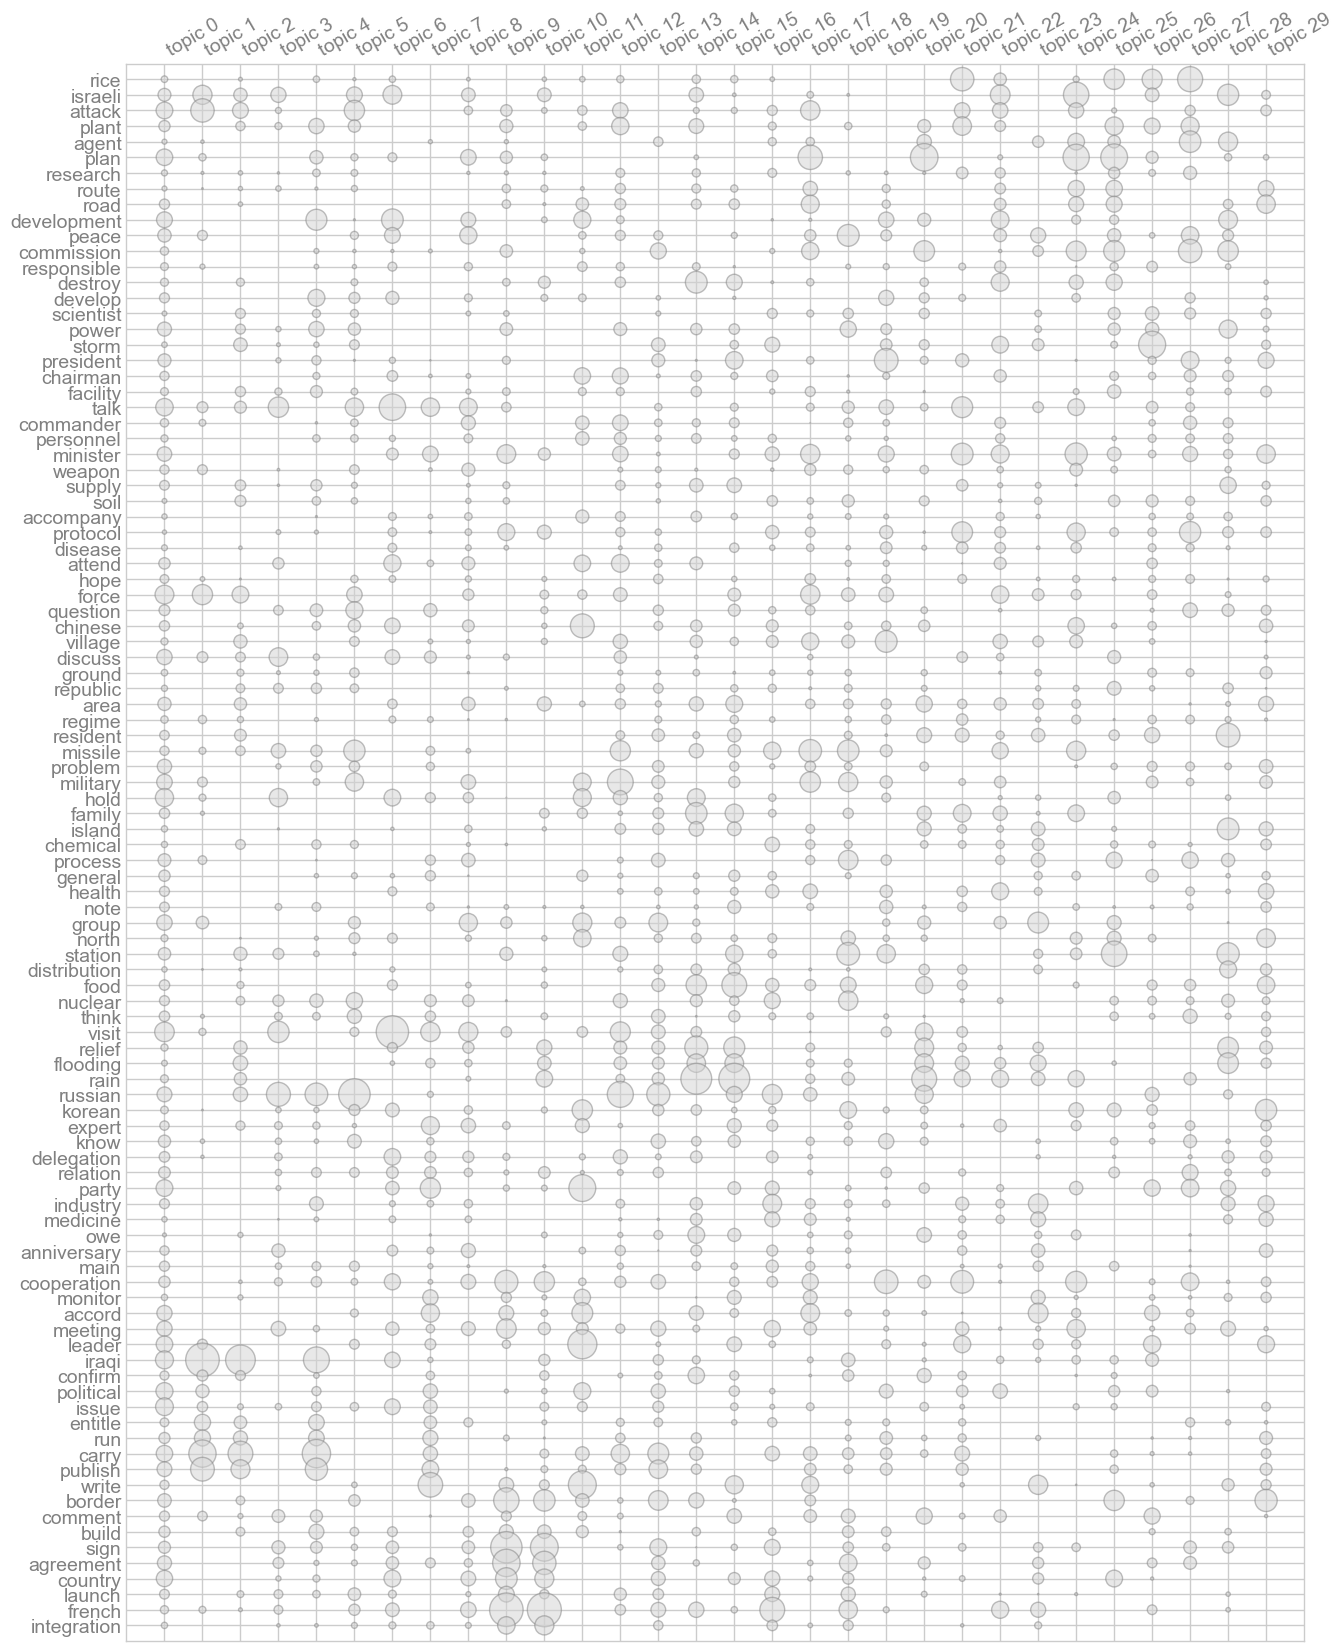 topic 0 topic 1 topic 2 topic 3 topic 4 topic 5 topic 6 topic 7 topic 8 topic 9 topic 10 topic 11 topic 12 topic 13 topic 14 topic 15 topic 16 topic 17 topic 18 topic 19 topic 20 topic 21 topic 22 topic 23 topic 24 topic 25 topic 26 topic 27 topic 28 topic 29
rice
israeli
attack
plant
agent
plan
research
route
road
development
peace
commission
responsible
destroy
develop
scientist
power
storm
president
chairman
facility
talk
commander
personnel
minister
weapon
supply
soil
accompany
protocol
disease
attend
hope
force
question
chinese
village
discuss
ground
republic
area
regime
resident
missile
problem
military
hold
family
island
chemical
process
general
health
note
group
north
station
distribution
food
nuclear
think
visit
relief
flooding
rain
russian
korean
expert
know
delegation
relation
party
industry
medicine
owe
anniversary
main
cooperation
monitor
accord
meeting
leader
iraqi
confirm
political
issue
entitle
run
carry
publish
write
border
comment
build
sign
agreement
country
launch
french
integration